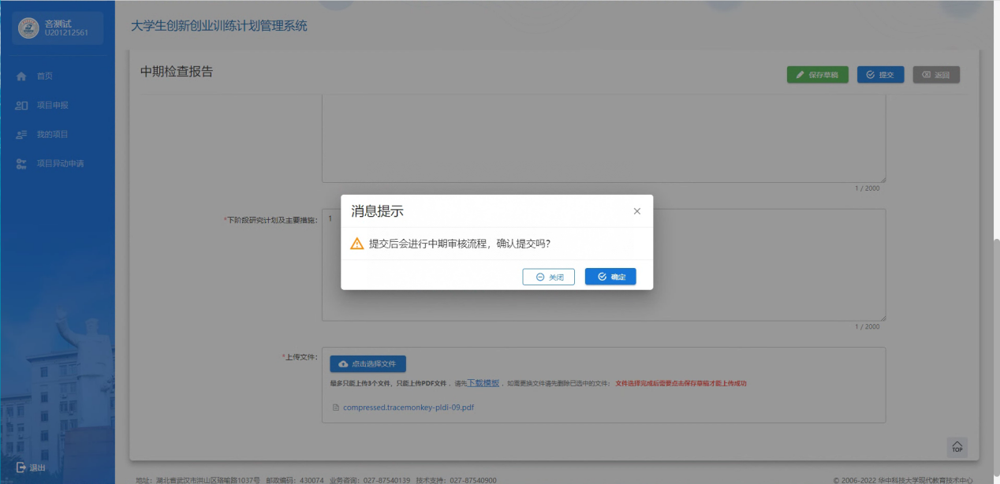 吝测试
U201212561
大学生创新创业训练计划管理系统
首页
项目申报
我的项目
项目异动申请
退出
中期检查报告
保存草稿
提交
返回
1 / 2000
*下阶段研究计划及主要措施:
1
消息提示
提交后会进行中期审核流程，确认提交吗?
关闭
确定
1 / 2000
*上传文件:
点击选择文件
最多只能上传3个文件、只能上传PDF文件 ，请先下载模板 ，如需更换文件请先删除已选中的文件； 文件选择完成后需要点击保存草稿才能上传成功
compressed.tracemonkey-pldi-09.pdf
TOP
地址：湖北省武汉市洪山区珞喻路1037号 邮政编码：430074 业务咨询：027-87540139 技术支持：027-87540900
© 2006-2022 华中科技大学现代教育技术中心